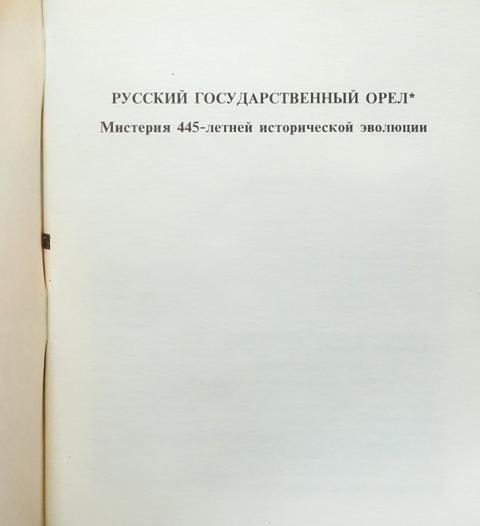 РУССКИЙ ГОСУДАРСТВЕННЫЙ ОРЕЛ*
Мистерия 445-летней исторической эволюции